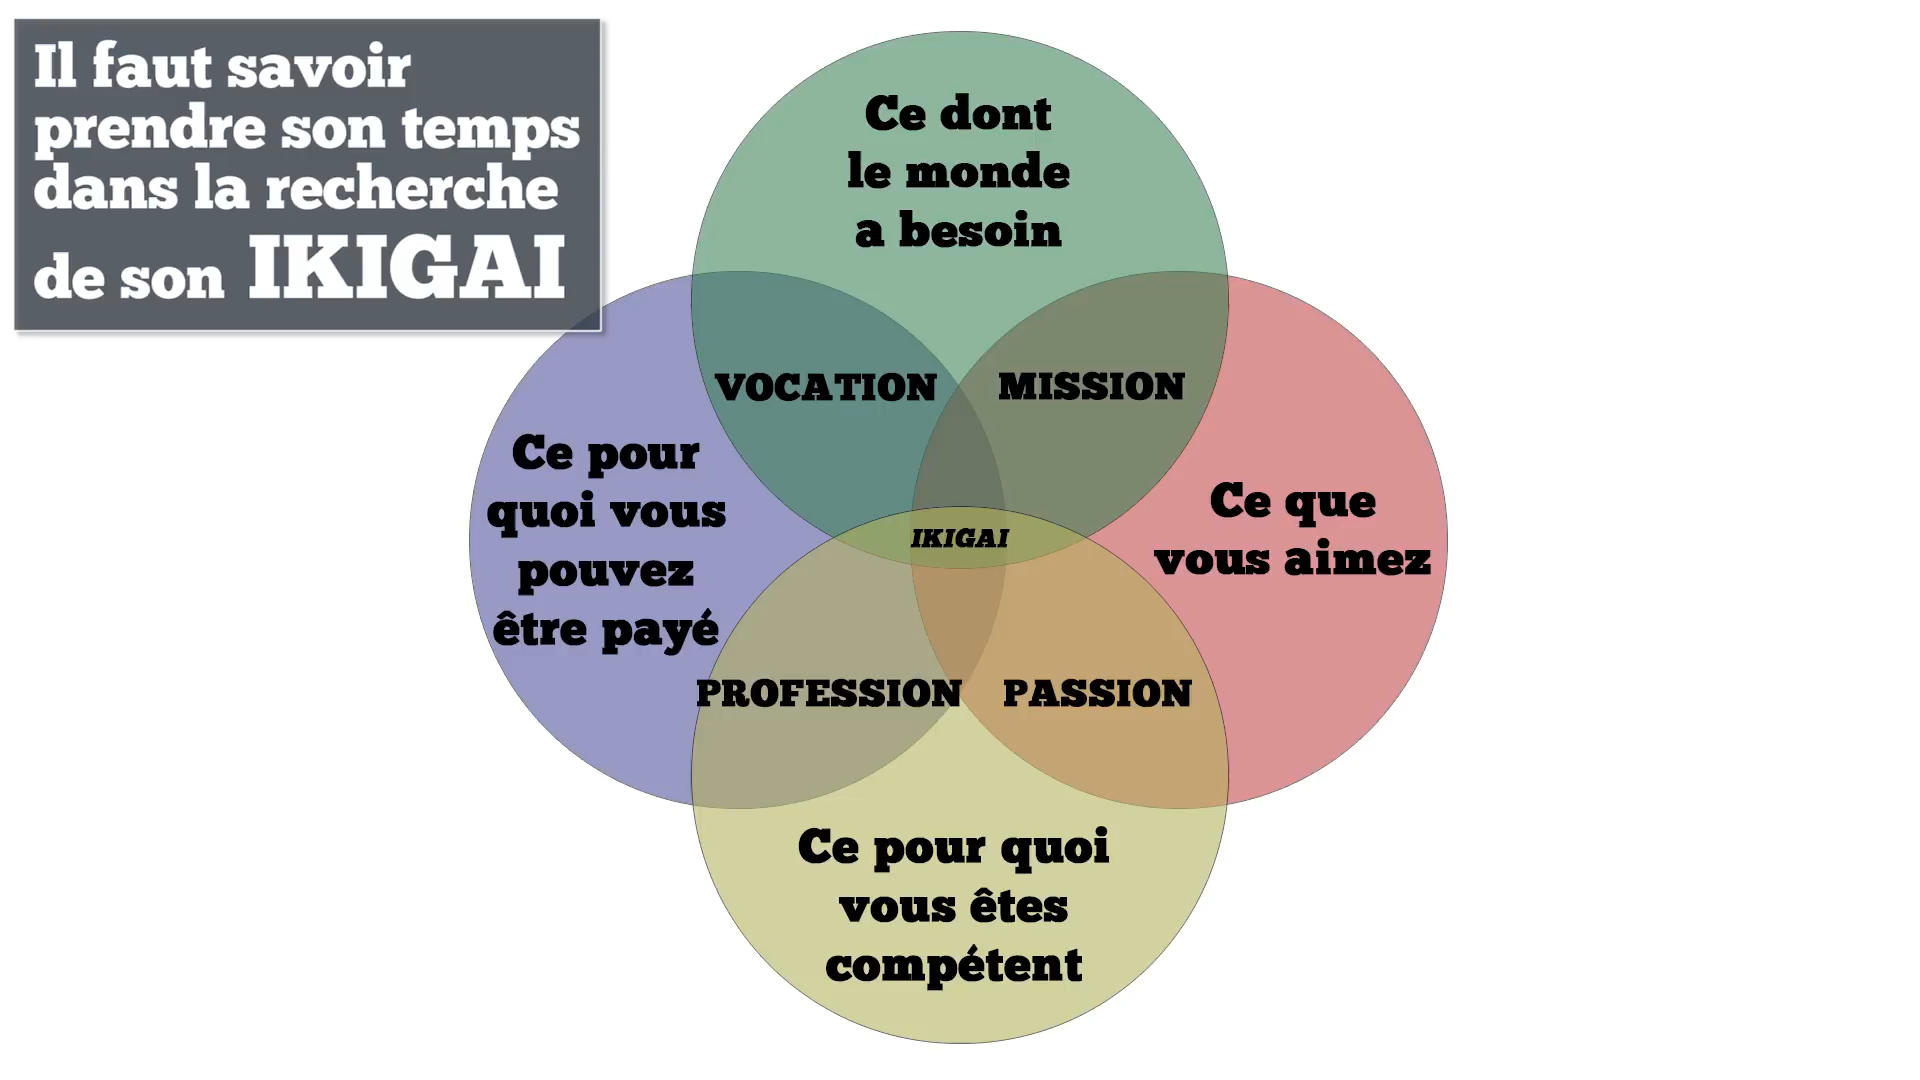 Il faut savoir
prendre son temps
dans la recherche
de son IKIGAI
Ce dont
le monde
a besoin
VOCATION
MISSION
Ce pour
quoi vous
pouvez
être payé
Ce que
vous aimez
IKIGAI
PROFESSION
PASSION
Ce pour quoi
vous êtes
compétent